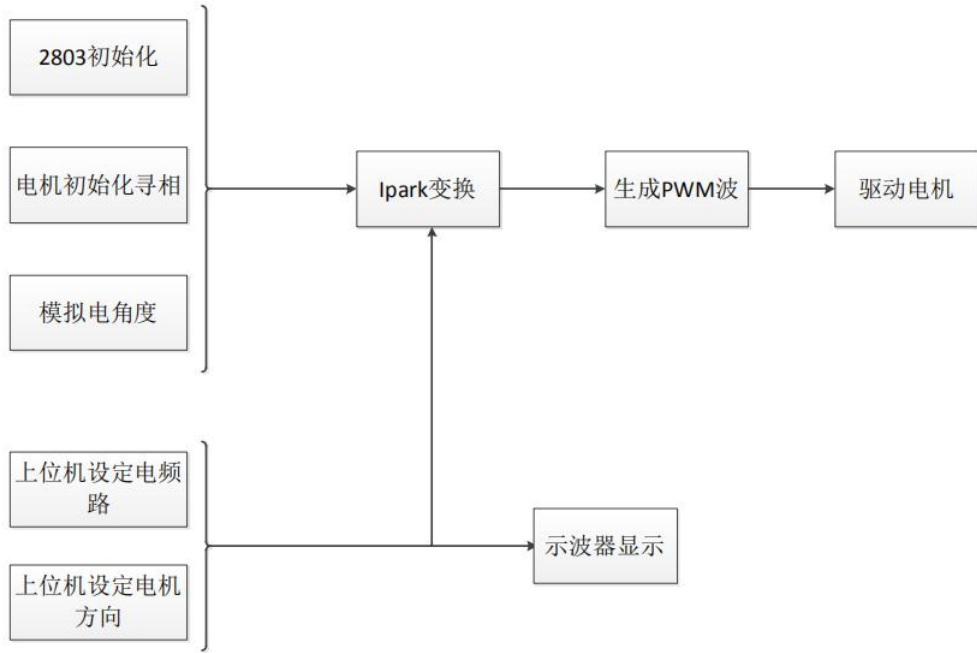 2803初始化
电机初始化寻相
模拟电角度
Ipark变换
生成PWM波
驱动电机
上位机设定电频
路
上位机设定电机
方向
示波器显示